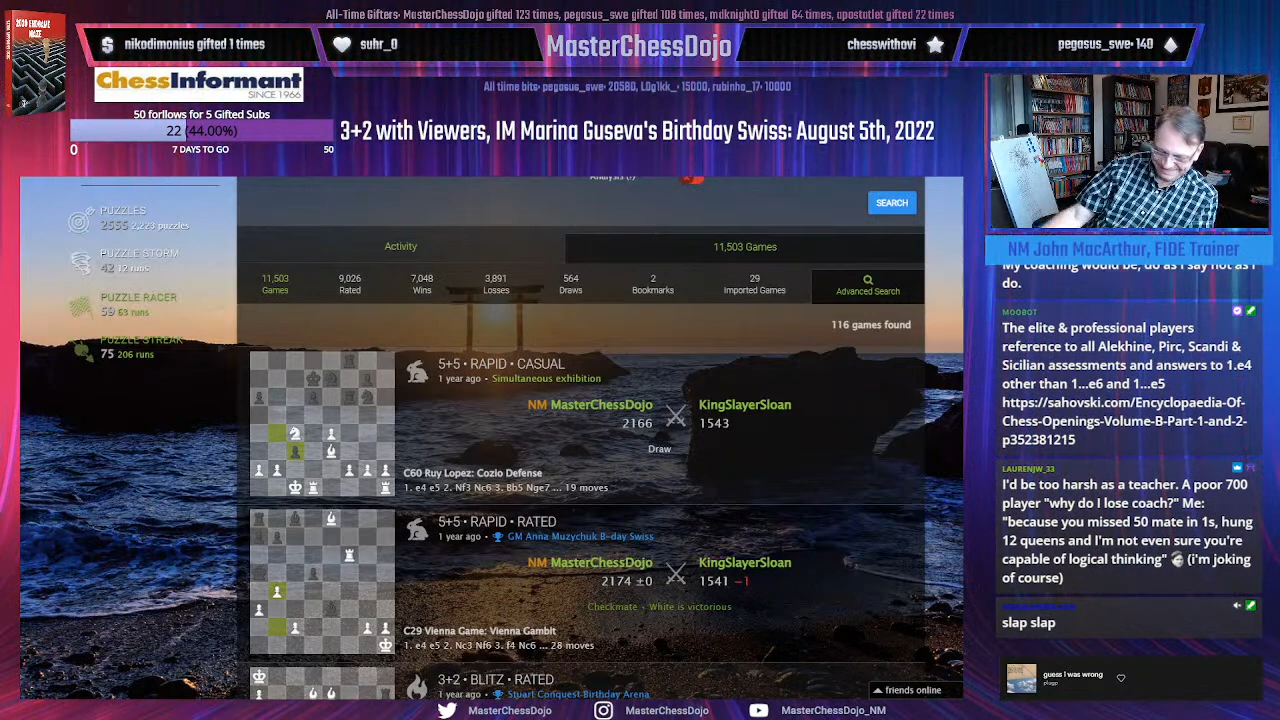 All-Time Gifters• MasterChessDojo gifted 123 times, pegasus_swe gifted 108 times, mdknight0 gifted 84 times, apostatlet gifted 22 times
$ nikodimonius gifted 1 times
suhr_0
MasterChessDojo
chesswithovi
pegasus_swe• 140
ChessInformant
SINCE 1966
All tiime bits• pegasus_swe• 20580, L0g1kk_• 15000, rubinho_17• 10000
50 forllows for 5 Gifted Subs
22 (44.00%)
0
7 DAYS TO GO
50
3+2 with Viewers, IM Marina Guseva's Birthday Swiss: August 5th, 2022
PUZZLES
2555 2,223 puzzles
PUZZLE STORM
42 12 runs
PUZZLE RACER
59 63 runs
PUZZLE STREAK
75 206 runs
Analysis (?)
SEARCH
Activity
11,503 Games
11,503
Games
9,026
Rated
7,048
Wins
3,891
Losses
564
Draws
2
Bookmarks
29
Imported Games
Advanced Search
116 games found
5+5 • RAPID • CASUAL
1 year ago • Simultaneous exhibition
NM MasterChessDojo
2166
KingSlayerSloan
1543
Draw
C60 Ruy Lopez: Cozio Defense
1. e4 e5 2. Nf3 Nc6 3. Bb5 Nge7 ... 19 moves
5+5 • RAPID • RATED
1 year ago • GM Anna Muzychuk B-day Swiss
NM MasterChessDojo
2174 ±0
KingSlayerSloan
1541 −1
Checkmate • White is victorious
C29 Vienna Game: Vienna Gambit
1. e4 e5 2. Nc3 Nf6 3. f4 Nc6 ... 28 moves
3+2 • BLITZ • RATED
1 year ago • Stuart Conquest Birthday Arena
friends online
NM John MacArthur, FIDE Trainer
My coaching would be, do as I say not as I
do.
MOOBOT
The elite & professional players
reference to all Alekhine, Pirc, Scandi &
Sicilian assessments and answers to 1.e4
other than 1...e6 and 1...e5
https://sahovski.com/Encyclopaedia-Of-
Chess-Openings-Volume-B-Part-1-and-2-
p352381215
LAURENJW_33
I'd be too harsh as a teacher. A poor 700
player "why do I lose coach?" Me:
"because you missed 50 mate in 1s, hung
12 queens and I'm not even sure you're
capable of logical thinking" (i'm joking
of course)
slap slap
guess I was wrong
plugp
MasterChessDojo
MasterChessDojo
MasterChessDojo_NM